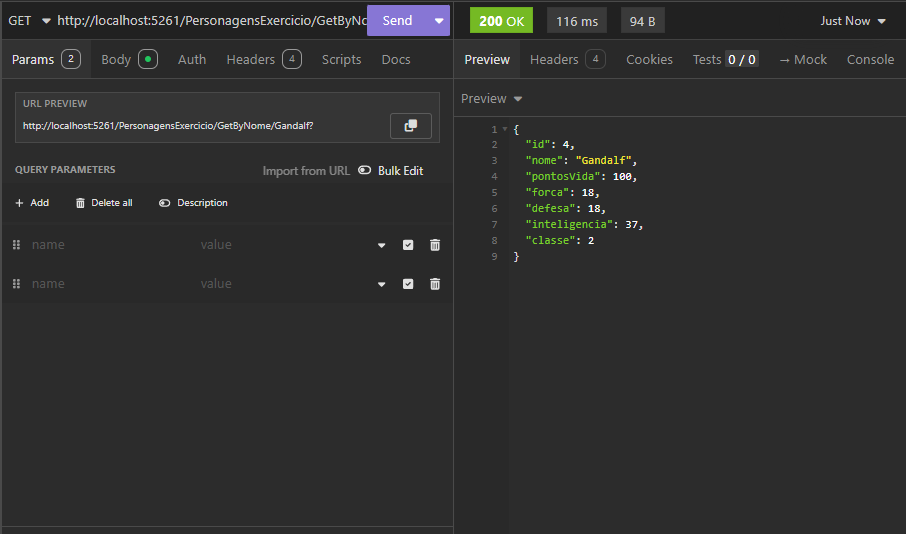 GET http://localhost:5261/PersonagensExercicio/GetByNc Send
Params 2 Body Auth Headers 4 Scripts Docs
URL PREVIEW
http://localhost:5261/PersonagensExercicio/GetByNome/Gandalf?
QUERY PARAMETERS Import from URL Bulk Edit
+ Add Delete all Description
name value
name value
200 OK 116 ms 94 B Just Now
Preview Headers 4 Cookies Tests 0 / 0 → Mock Console
Preview
1 {
2 "id": 4,
3 "nome": "Gandalf",
4 "pontosVida": 100,
5 "forca": 18,
6 "defesa": 18,
7 "inteligencia": 37,
8 "classe": 2
9 }